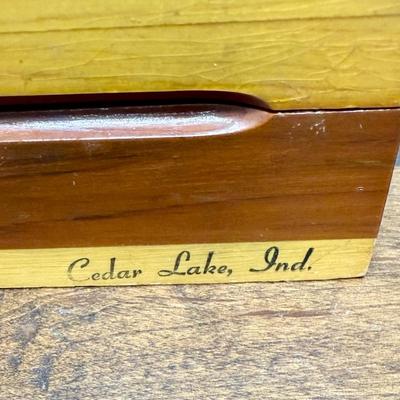 Cedar Lake, Ind.